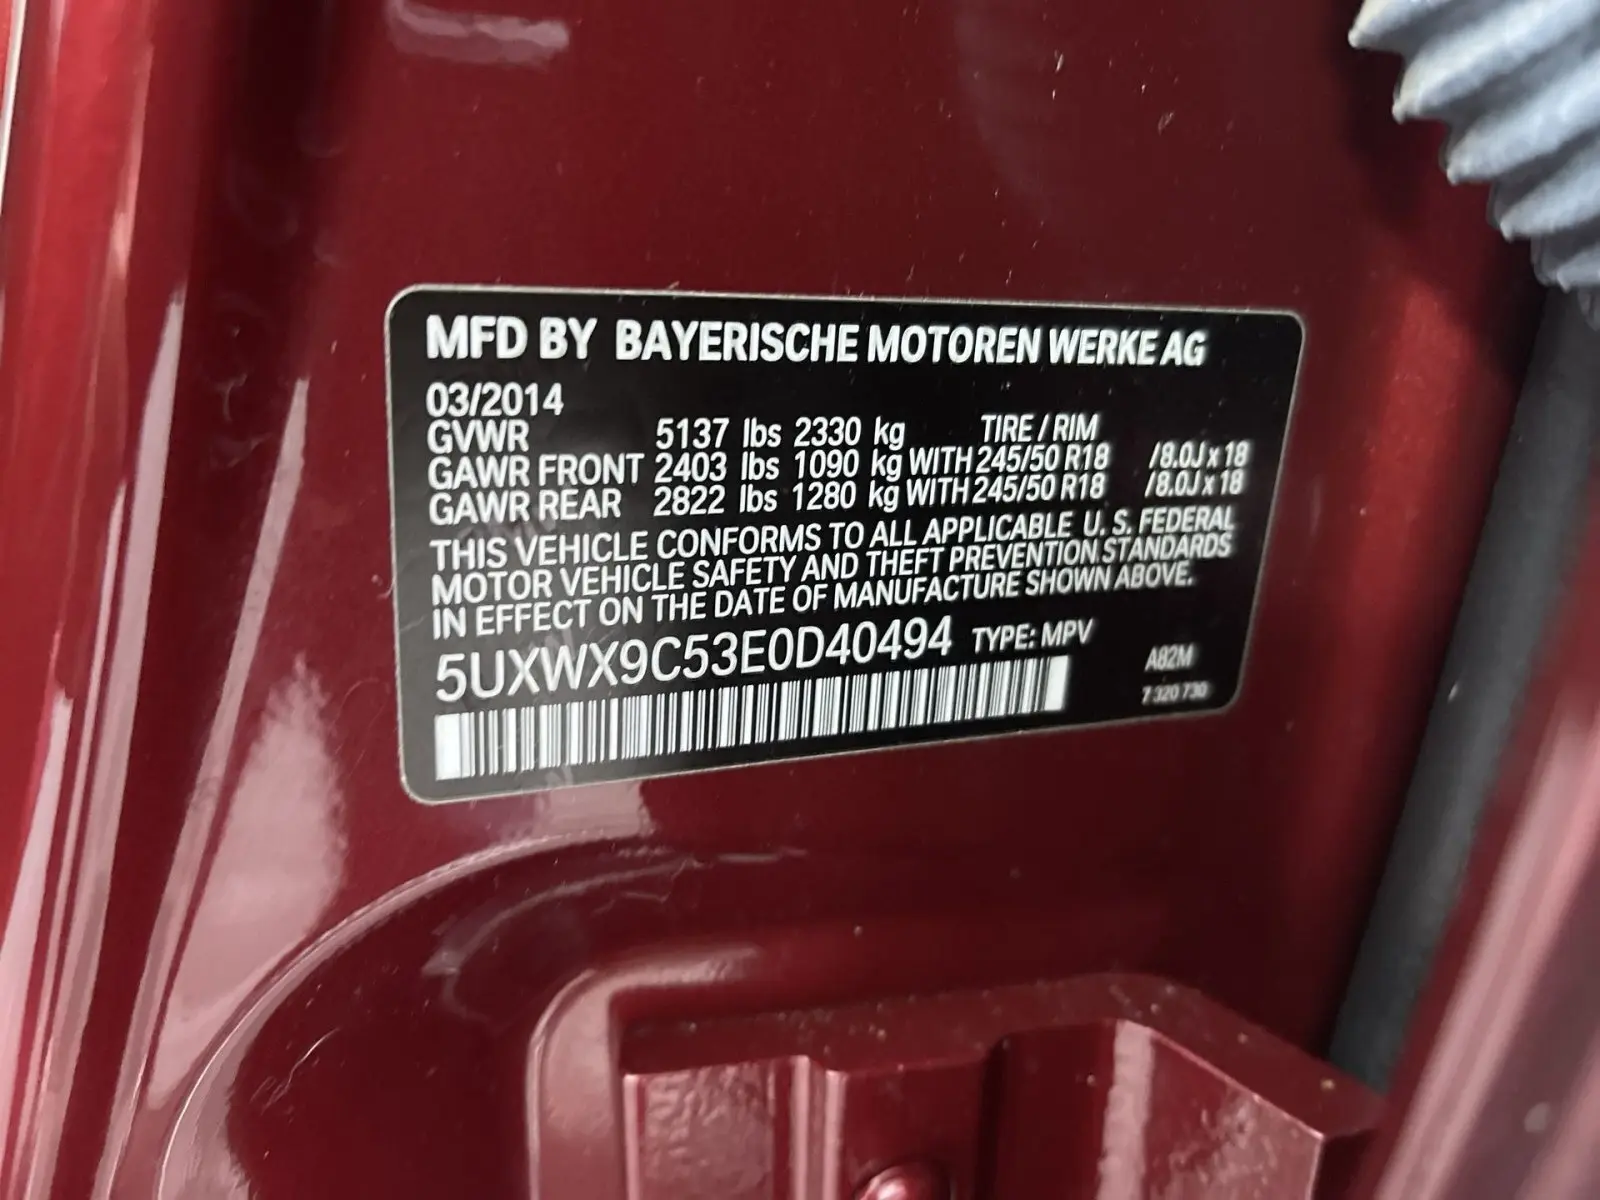 MFD BY BAYERISCHE MOTOREN WERKE AG
03/2014
GVWR 5137 lbs 2330 kg TIRE / RIM
GAWR FRONT 2403 lbs 1090 kg WITH 245/50 R18 /8.0J x 18
GAWR REAR 2822 lbs 1280 kg WITH 245/50 R18 /8.0J x 18
THIS VEHICLE CONFORMS TO ALL APPLICABLE U. S. FEDERAL
MOTOR VEHICLE SAFETY AND THEFT PREVENTION STANDARDS
IN EFFECT ON THE DATE OF MANUFACTURE SHOWN ABOVE.
5UXWX9C53E0D40494 TYPE: MPV
A82M
7 320 730